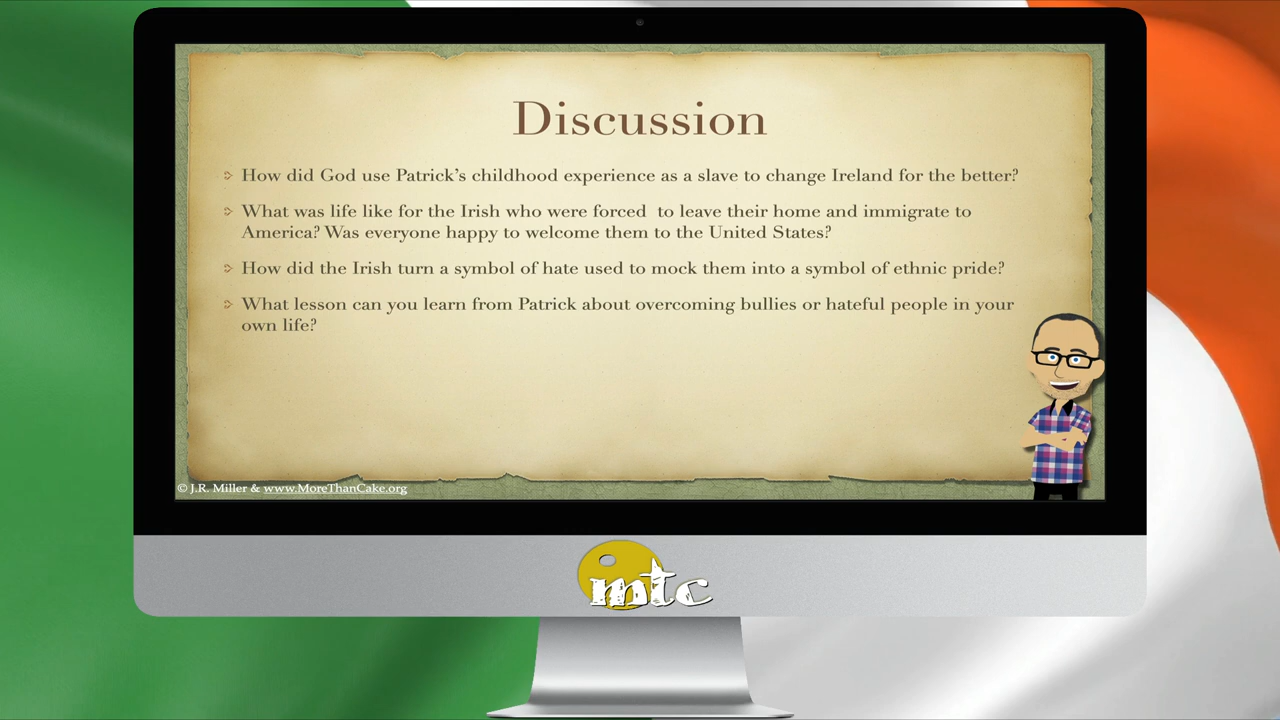 Discussion
How did God use Patrick's childhood experience as a slave to change Ireland for the better?
What was life like for the Irish who were forced  to leave their home and immigrate to
America? Was everyone happy to welcome them to the United States?
How did the Irish turn a symbol of hate used to mock them into a symbol of ethnic pride?
What lesson can you learn from Patrick about overcoming bullies or hateful people in your
own life?
© J.R. Miller & www.MoreThanCake.org
mtc